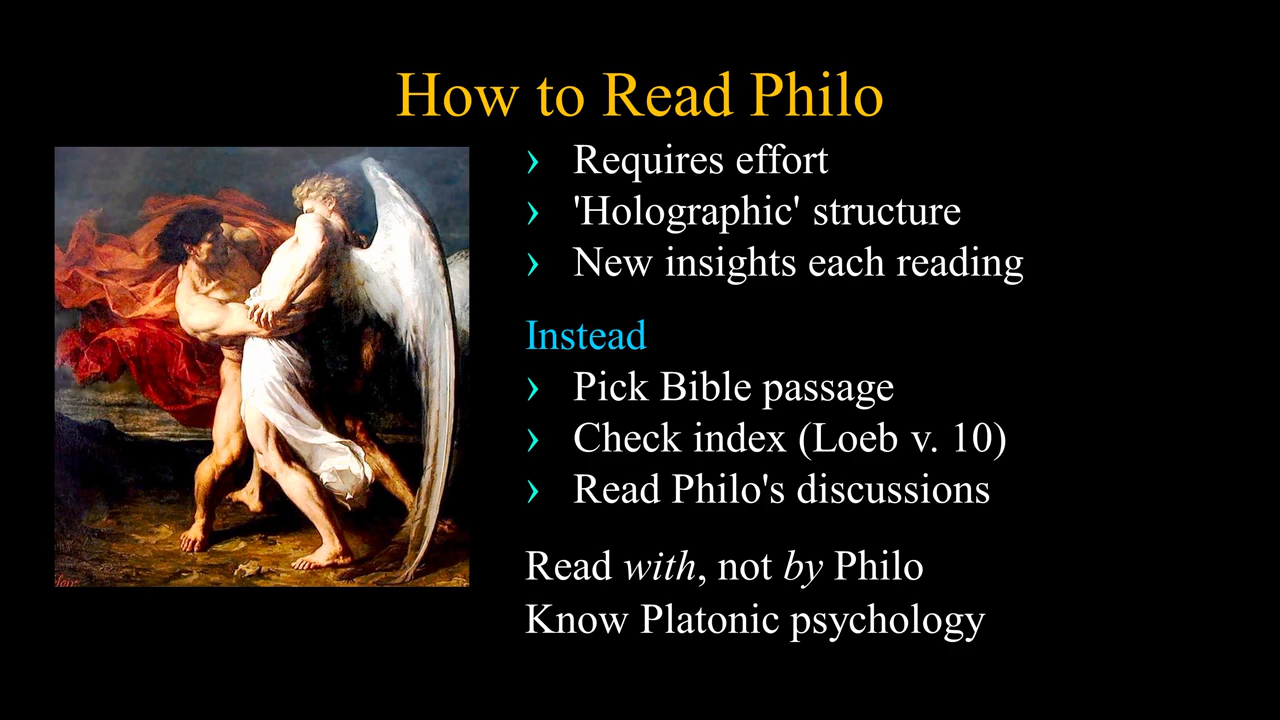 How to Read Philo
› Requires effort
› 'Holographic' structure
› New insights each reading
Instead
› Pick Bible passage
› Check index (Loeb v. 10)
› Read Philo's discussions
Read with, not by Philo
Know Platonic psychology